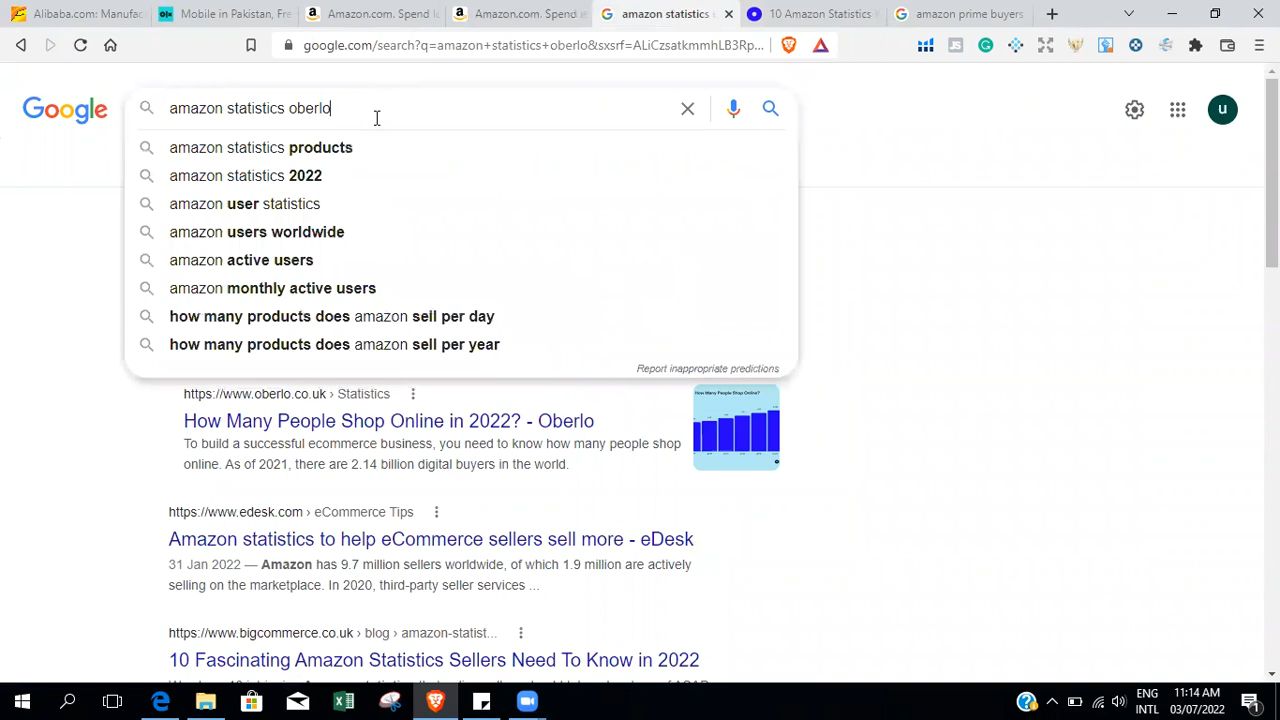 Alibaba.com: Manufac
Mobile in Pakistan, Fre
Amazon.com. Spend l
Amazon.com. Spend l
amazon statistics
10 Amazon Statistics
amazon prime buyers
google.com/search?q=amazon+statistics+oberlo&sxsrf=ALiCzsatkmmhLB3Rp...
Google
amazon statistics oberlo
u
amazon statistics products
amazon statistics 2022
amazon user statistics
amazon users worldwide
amazon active users
amazon monthly active users
how many products does amazon sell per day
how many products does amazon sell per year
Report inappropriate predictions
https://www.oberlo.co.uk › Statistics
How Many People Shop Online in 2022? - Oberlo
How Many People Shop Online?
To build a successful ecommerce business, you need to know how many people shop
online. As of 2021, there are 2.14 billion digital buyers in the world.
https://www.edesk.com › eCommerce Tips
Amazon statistics to help eCommerce sellers sell more - eDesk
31 Jan 2022 — Amazon has 9.7 million sellers worldwide, of which 1.9 million are actively
selling on the marketplace. In 2020, third-party seller services ...
https://www.bigcommerce.co.uk › blog › amazon-statist...
10 Fascinating Amazon Statistics Sellers Need To Know in 2022
ENG
INTL
11:14 AM
03/07/2022
1